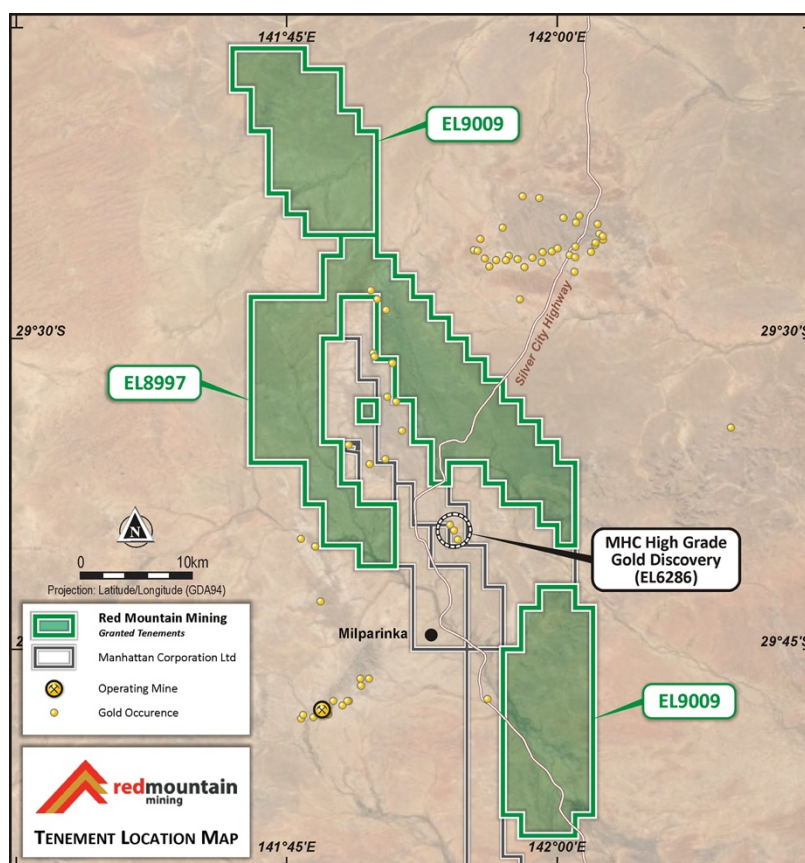 141°45'E
142°00'E
EL9009
Silver City Highway
29°30'S
29°30'S
EL8997
N
0 10km
Projection: Latitude/Longitude (GDA94)
MHC High Grade
Gold Discovery
(EL6286)
Red Mountain Mining
Granted Tenements
Manhattan Corporation Ltd
Operating Mine
Gold Occurence
Milparinka
2
29°45'S
EL9009
redmountain
mining
TENEMENT LOCATION MAP
141°45'E
142°00'E